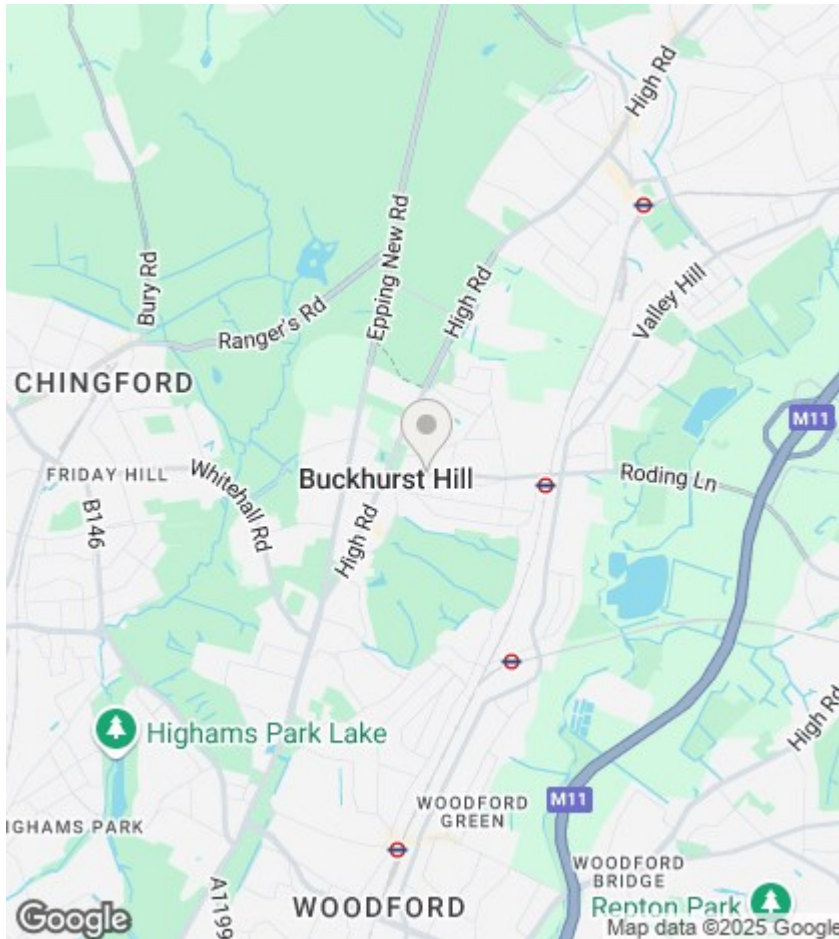 High Rd
Epping New Rd
High Rd
Bury Rd
Ranger's Rd
Valley Hill
CHINGFORD
M11
FRIDAY HILL
Whitehall Rd
Buckhurst Hill
Roding Ln
B146
High Rd
Highams Park Lake
High Rd
M11
WOODFORD
GREEN
IGHAMS PARK
A1199
WOODFORD
BRIDGE
WOODFORD
Repton Park
Google
Map data ©2025 Google